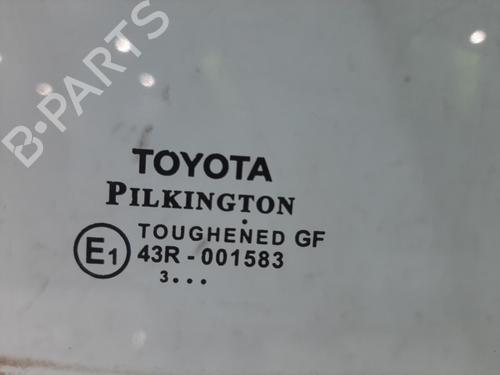 B-PARTS
TOYOTA
PILKINGTON
TOUGHENED GF
E1 43R - 001583
3...